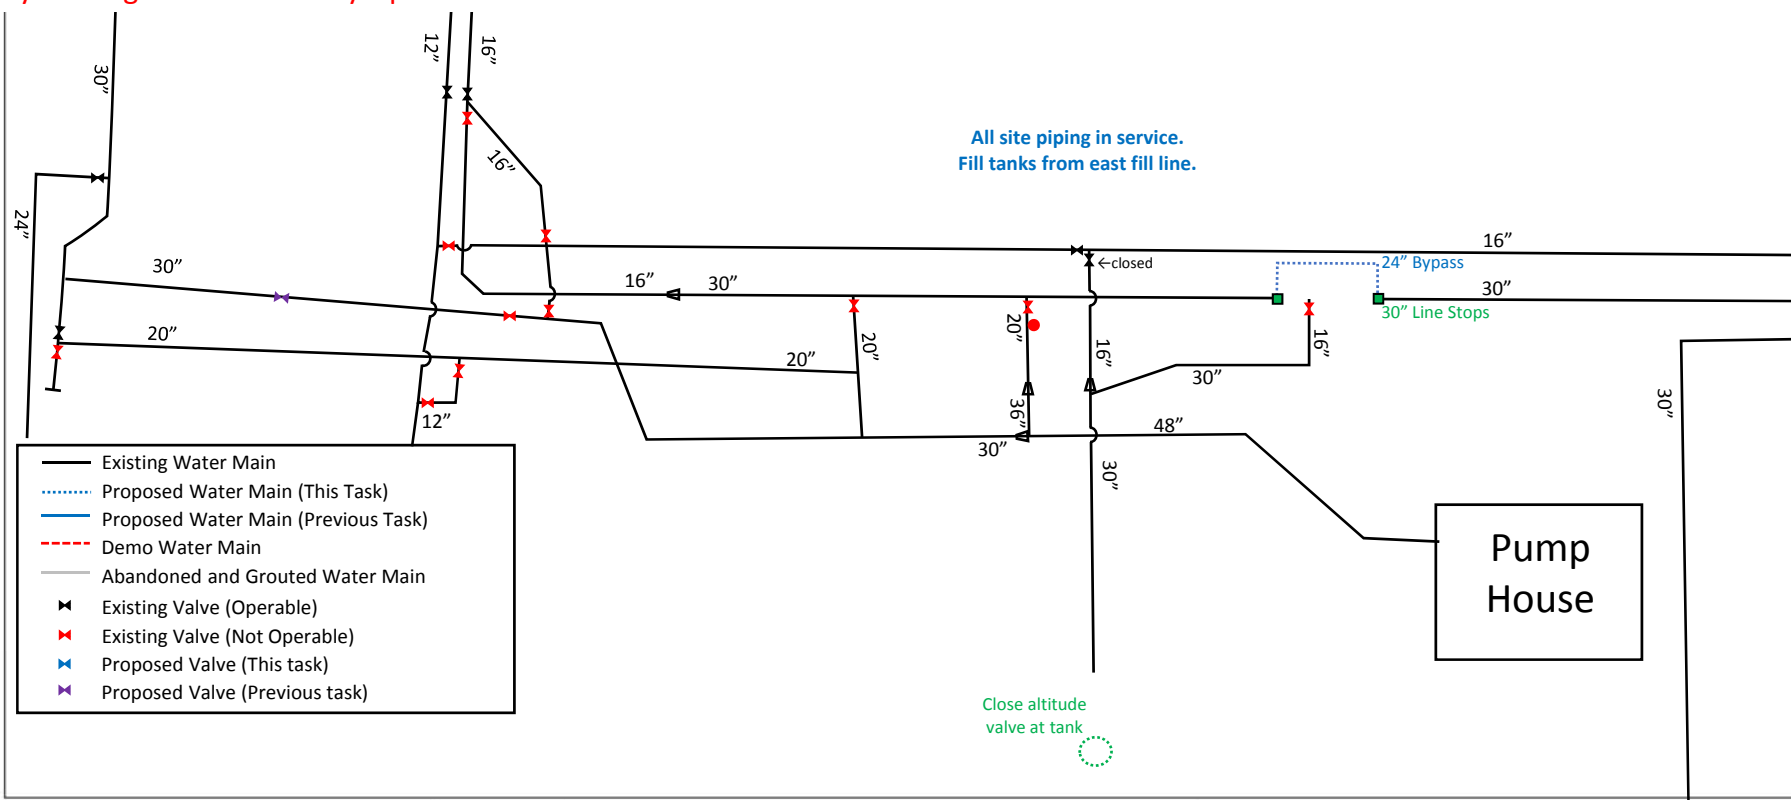 12”
16”
30”
16”
All site piping in service.
Fill tanks from east fill line.
24”
30”
16”
30”
←closed
16”
24” Bypass
30”
30” Line Stops
20”
20”
20”
20’
16”
16”
30”
30”
12”
36”
48”
30”
30”
Existing Water Main
Proposed Water Main (This Task)
Proposed Water Main (Previous Task)
Demo Water Main
Abandoned and Grouted Water Main
Existing Valve (Operable)
Existing Valve (Not Operable)
Proposed Valve (This task)
Proposed Valve (Previous task)
Pump
House
Close altitude
valve at tank